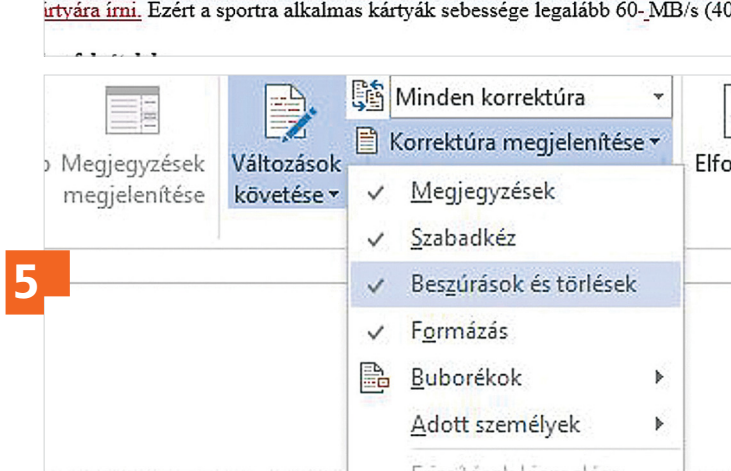 ártyára írni. Ezért a sportra alkalmas kártyák sebessége legalább 60-MB/s (40
Megjegyzések
megjelenítése
Változások
követése
Minden korrektúra
Korrektúra megjelenítése
Elfo
Megjegyzések
Szabadkéz
Beszúrások és törlések
Formázás
Buborékok
Adott személyek
5